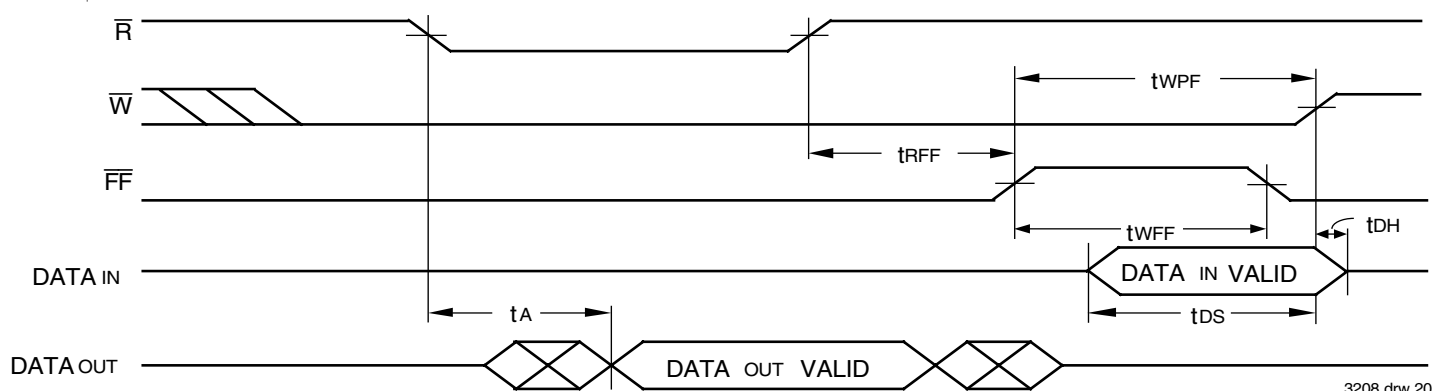 R
tWPF
W
tRFF
FF
tWFF
tDH
DATA IN
DATA IN VALID
tA
tDS
DATA OUT
DATA OUT VALID
3208 drw 20